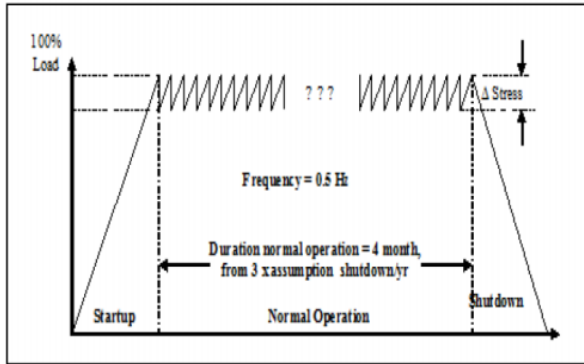 100%
Load
? ? ?
Δ Stress
Frequency = 0.5 Hr
Duration normal operation = 4 month,
from 3 x assumption shutdown/yr
Startup
Normal Operation
Shutdown